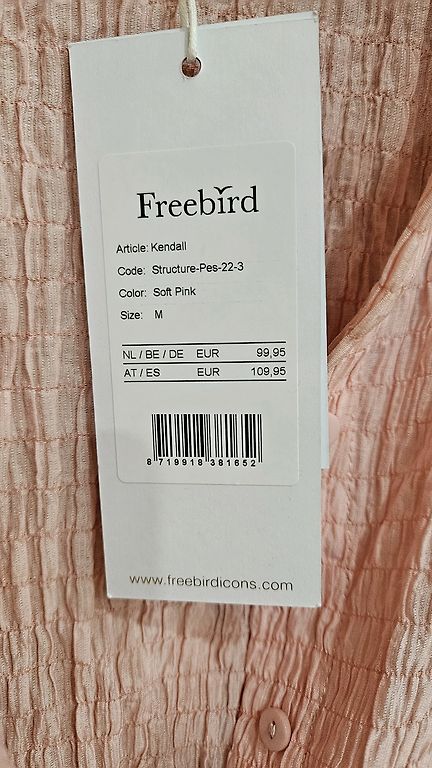 Freebird
Article: Kendall
Code: Structure-Pes-22-3
Color: Soft Pink
Size: M
NL / BE / DE EUR 99,95
AT / ES EUR 109,95
8 719918 381652
www.freebirdicons.com